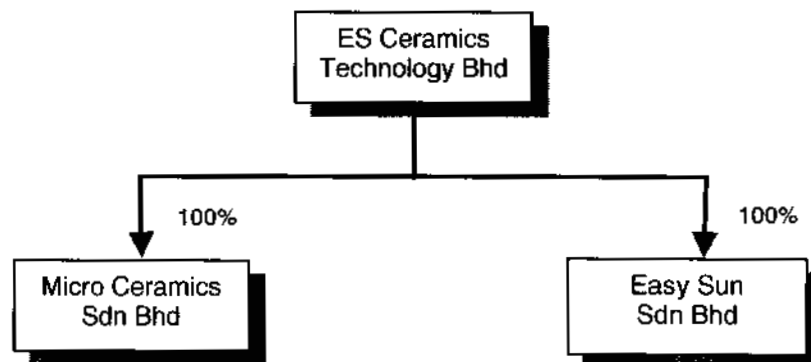 ES Ceramics
Technology Bhd
100%
100%
Micro Ceramics
Sdn Bhd
Easy Sun
Sdn Bhd